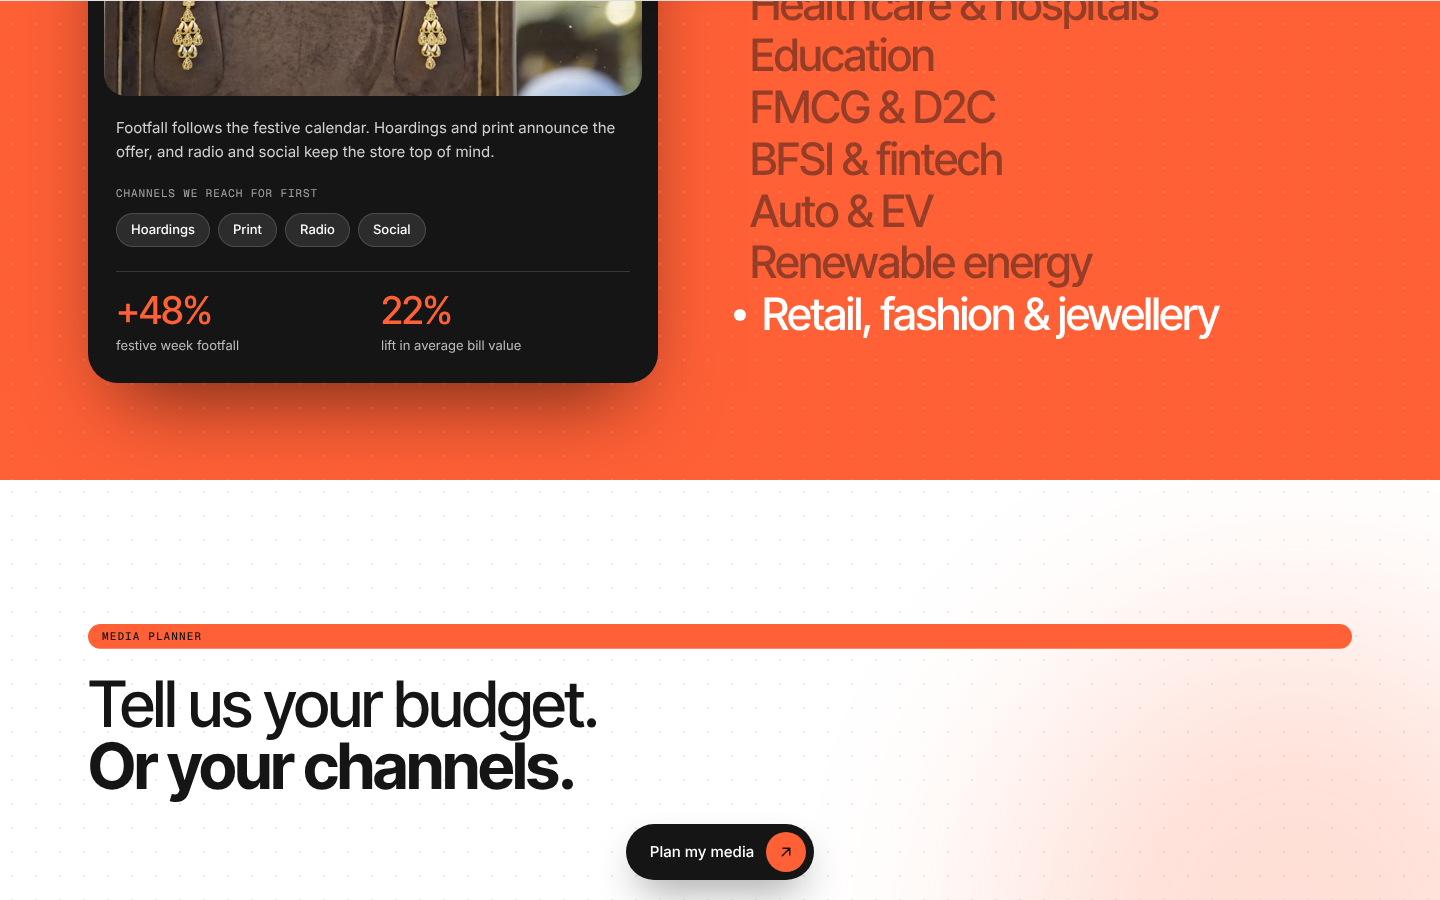 Footfall follows the festive calendar. Hoardings and print announce the
offer, and radio and social keep the store top of mind.
CHANNELS WE REACH FOR FIRST
Hoardings
Print
Radio
Social
+48%
festive week footfall
22%
lift in average bill value
Healthcare & hospitals
Education
FMCG & D2C
BFSI & fintech
Auto & EV
Renewable energy
Retail, fashion & jewellery
MEDIA PLANNER
Tell us your budget.
Or your channels.
Plan my media